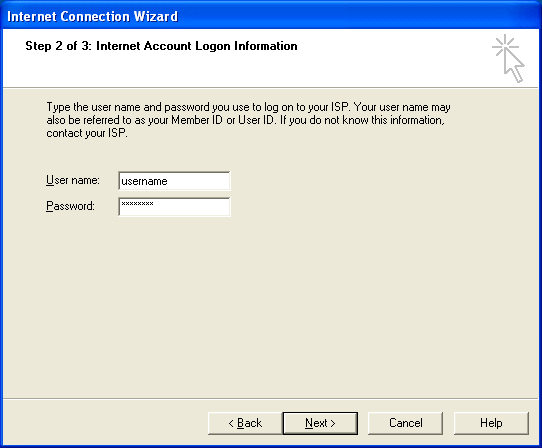 Internet Connection Wizard
Step 2 of 3: Internet Account Logon Information
Type the user name and password you use to log on to your ISP. Your user name may
also be referred to as your Member ID or User ID. If you do not know this information,
contact your ISP.
User name: username
Password: ********
< Back Next > Cancel Help